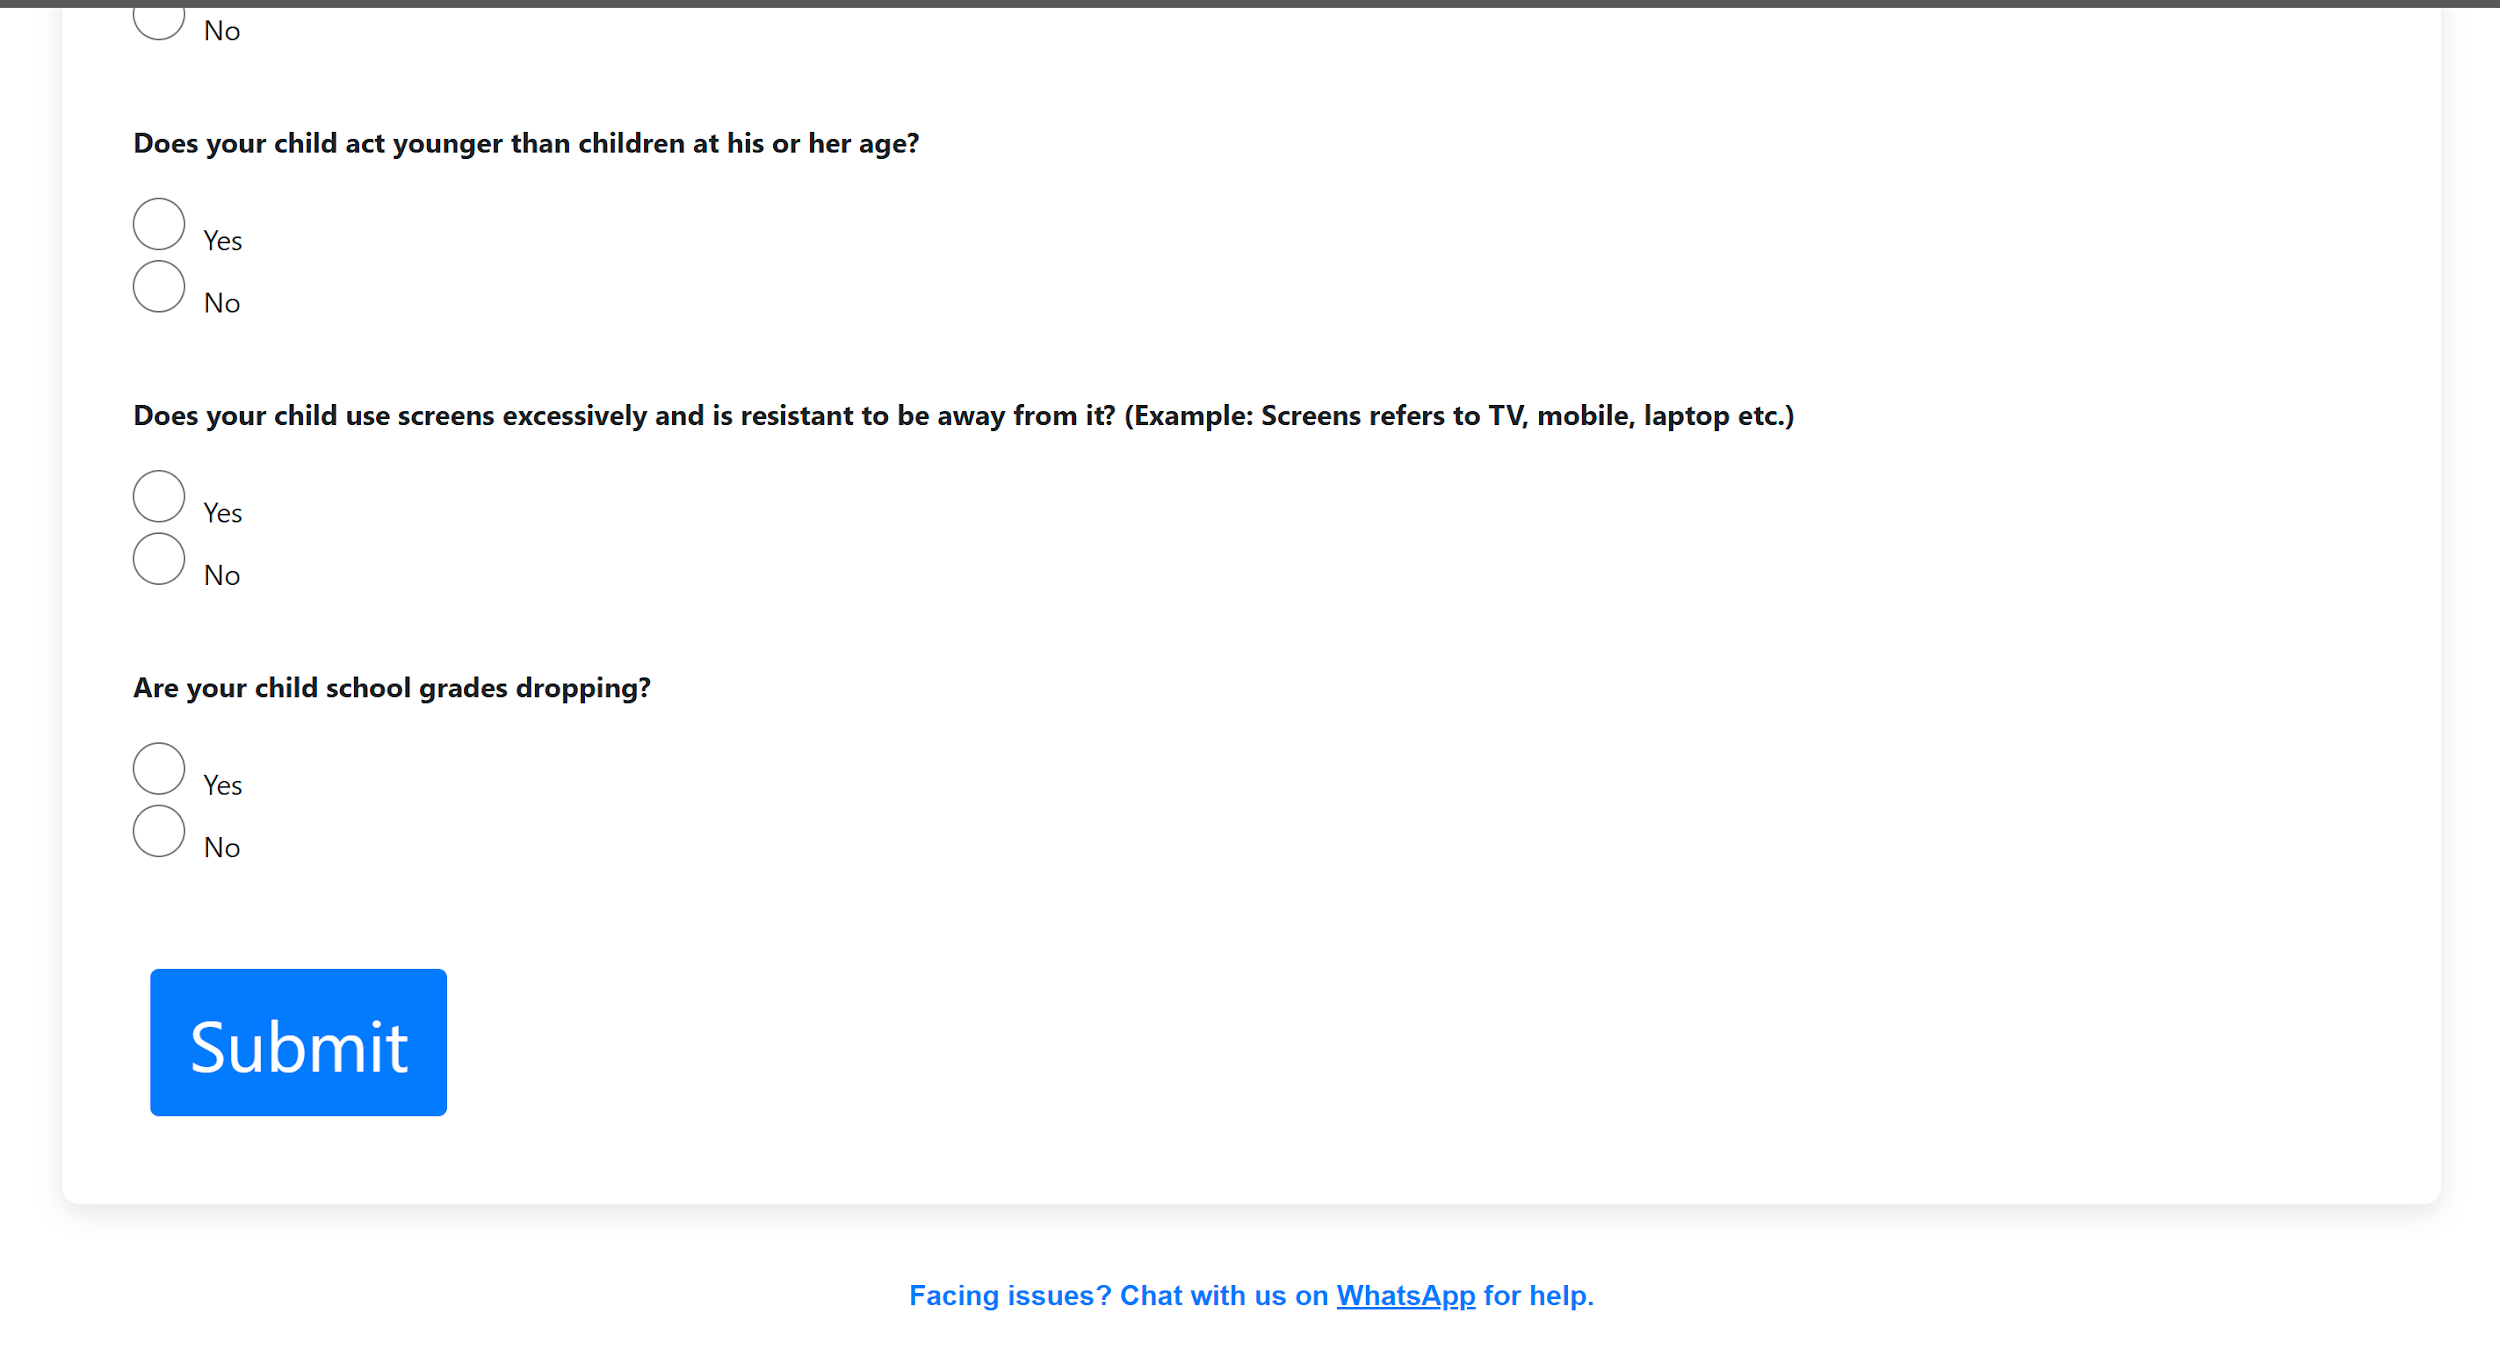 No
Does your child act younger than children at his or her age?
Yes
No
Does your child use screens excessively and is resistant to be away from it? (Example: Screens refers to TV, mobile, laptop etc.)
Yes
No
Are your child school grades dropping?
Yes
No
Submit
Facing issues? Chat with us on WhatsApp for help.